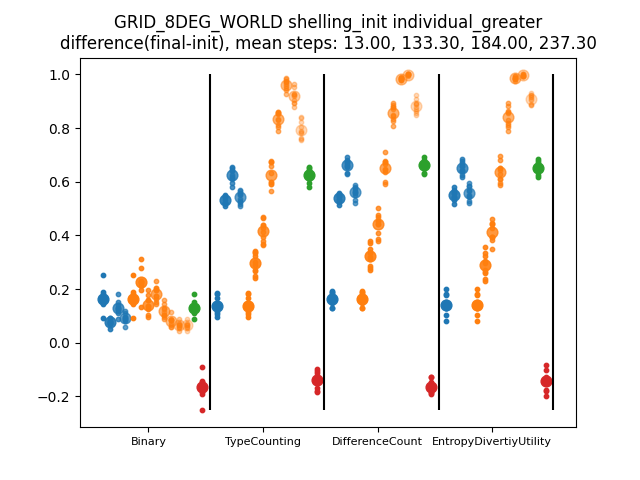 GRID_8DEG_WORLD shelling_init individual_greater
difference(final-init), mean steps: 13.00, 133.30, 184.00, 237.30
1.0
0.8
0.6
0.4
0.2
0.0
−0.2
Binary TypeCounting DifferenceCount EntropyDivertiyUtility